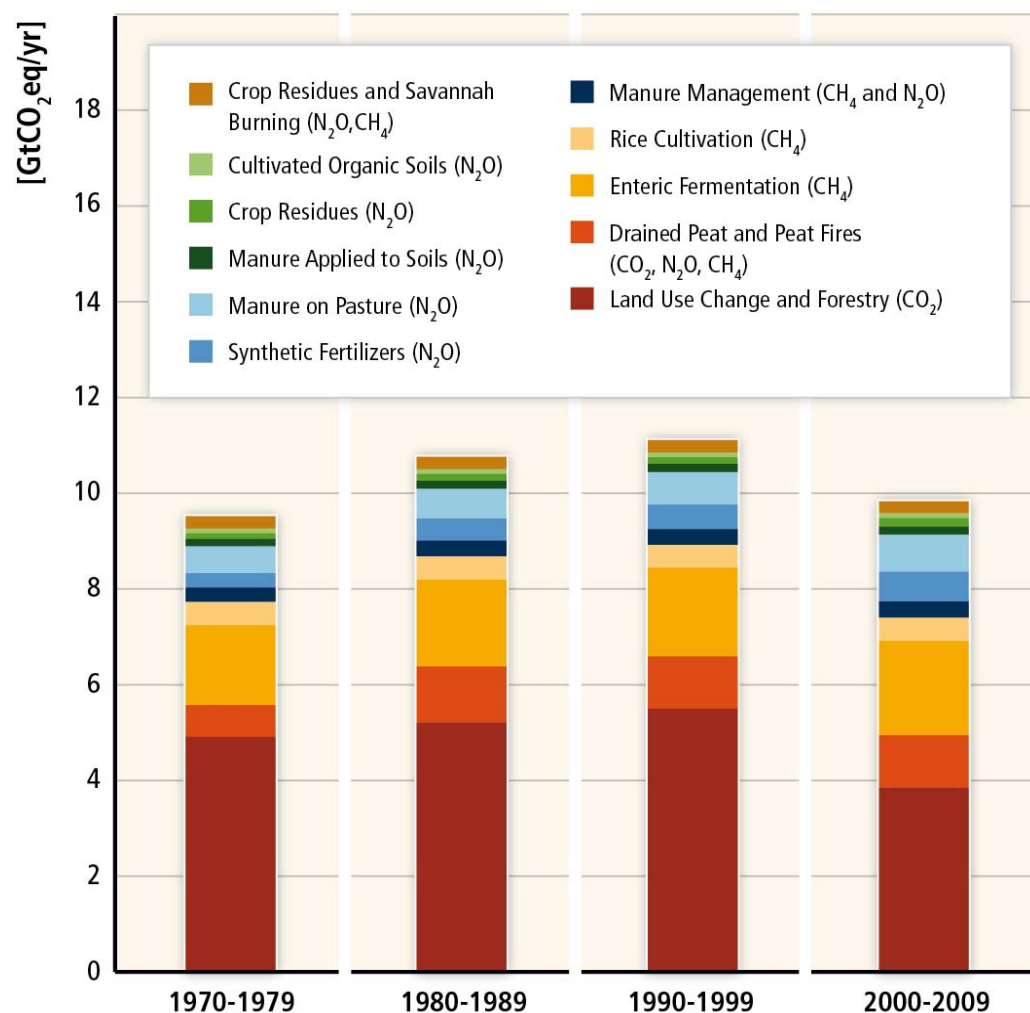 [GtCO₂eq/yr]
18
16
14
12
10
8
6
4
2
0
Crop Residues and Savannah
Burning (N₂O,CH₄)
Cultivated Organic Soils (N₂O)
Crop Residues (N₂O)
Manure Applied to Soils (N₂O)
Manure on Pasture (N₂O)
Synthetic Fertilizers (N₂O)
Manure Management (CH₄ and N₂O)
Rice Cultivation (CH₄)
Enteric Fermentation (CH₄)
Drained Peat and Peat Fires
(CO₂, N₂O, CH₄)
Land Use Change and Forestry (CO₂)
1970-1979
1980-1989
1990-1999
2000-2009